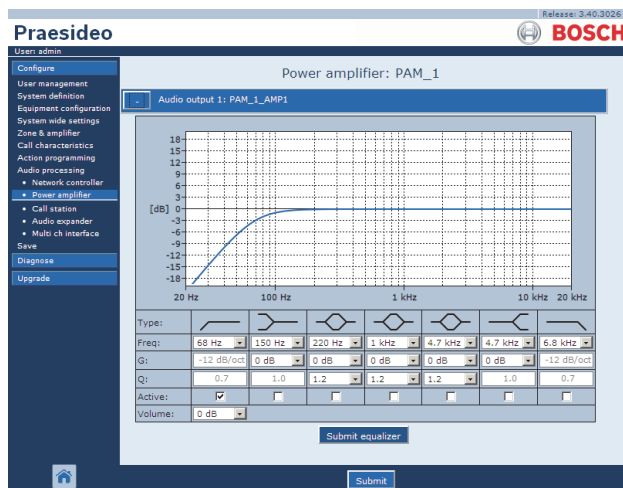 Release: 3.40.3026
Praesideo
BOSCH
User: admin
Configure
User management
System definition
Equipment configuration
System wide settings
Zone & amplifier
Call characteristics
Action programming
Audio processing
• Network controller
• Power amplifier
• Call station
• Audio expander
• Multi ch interface
Save
Diagnose
Upgrade
Power amplifier: PAM_1
- Audio output 1: PAM_1_AMP1
18
15
12
9
6
3
[dB] 0
-3
-6
-9
-12
-15
-18
20 Hz 100 Hz 1 kHz 10 kHz 20 kHz
Type:
Freq: 68 Hz 150 Hz 220 Hz 1 kHz 4.7 kHz 4.7 kHz 6.8 kHz
G: -12 dB/oct 0 dB 0 dB 0 dB 0 dB 0 dB -12 dB/oct
Q: 0.7 1.0 1.2 1.2 1.2 1.0 0.7
Active:
Volume: 0 dB
Submit equalizer
Submit